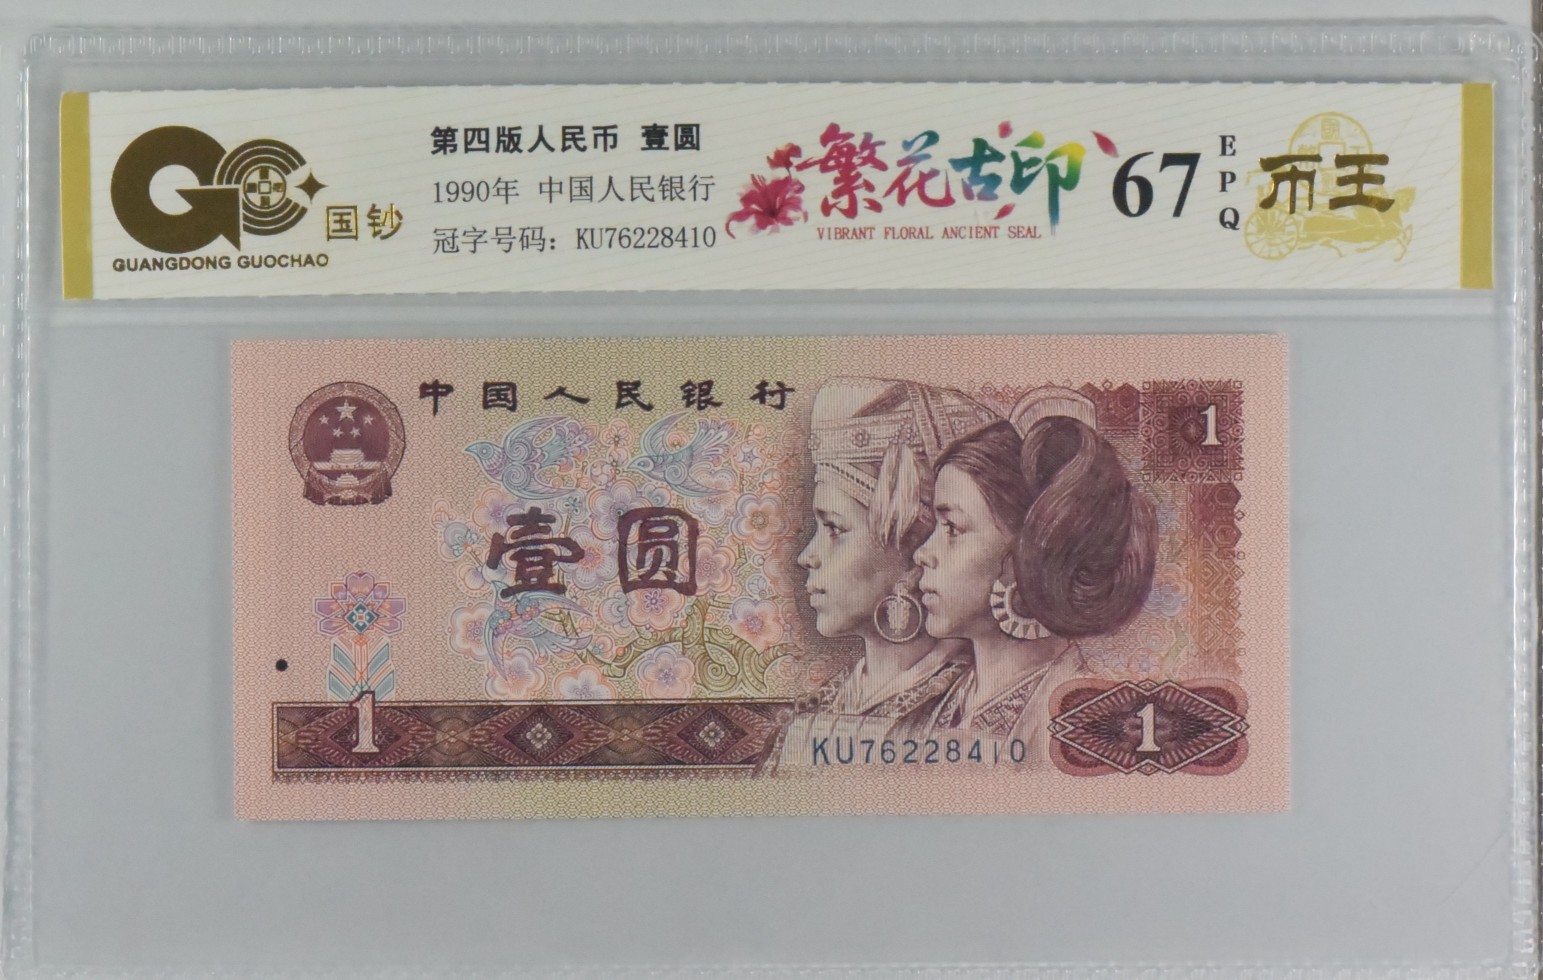 第四版人民币 壹圆
1990年 中国人民银行
冠字号码: KU76228410
国钞
GUANGDONG GUOCHAO
繁花古印
VIBRANT FLORAL ANCIENT SEAL
67
EPQ
币王
中国人民银行
1
壹圆
1
1
KU76228410